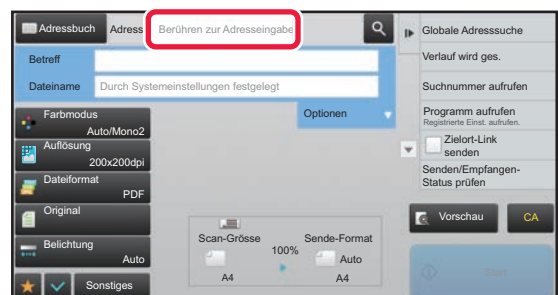 Adressbuch
Adress
Berühren zur Adresseingabe
Globale Adresssuche
Betreff
Verlauf wird ges.
Dateiname
Durch Systemeinstellungen festgelegt
Suchnummer aufrufen
Farbmodus
Auto/Mono2
Optionen
Programm aufrufen
Registrierte Einst. aufrufen.
Auflösung
200x200dpi
Zielort-Link
senden
Dateiformat
PDF
Senden/Empfangen-
Status prüfen
Original
Vorschau
CA
Belichtung
Auto
Scan-Grösse
100%
Sende-Format
Auto
A4
A4
Sonstiges
Start